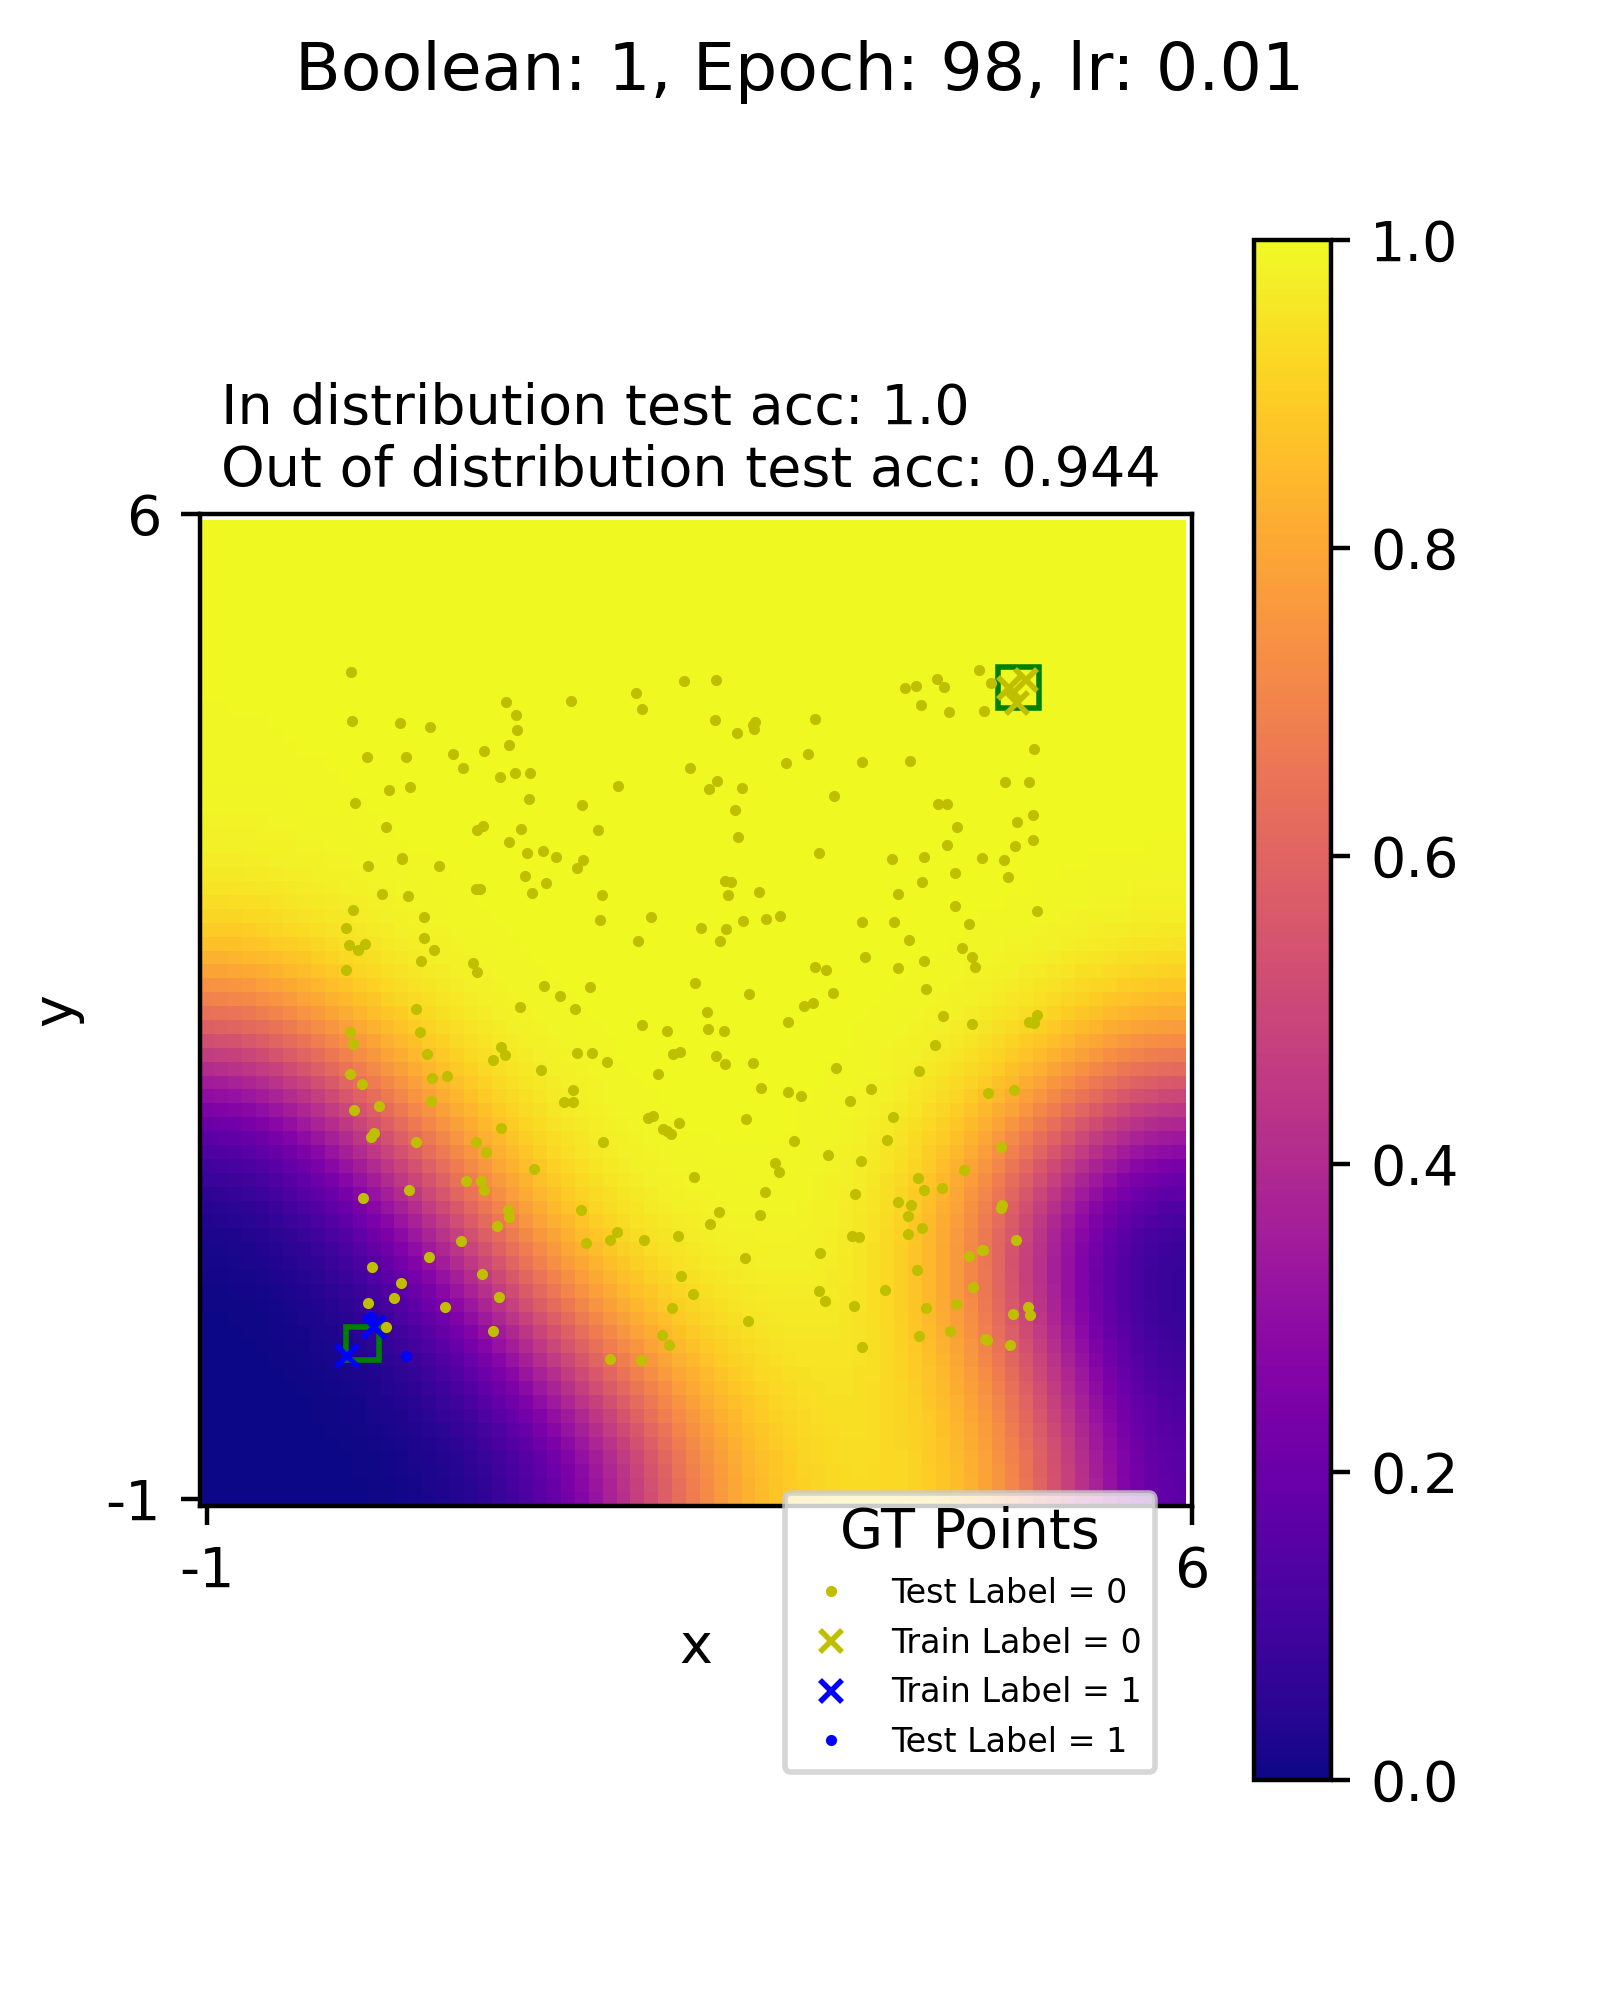 Boolean: 1, Epoch: 98, lr: 0.01
In distribution test acc: 1.0
Out of distribution test acc: 0.944
6
y
-1
-1
6
x
GT Points
Test Label = 0
Train Label = 0
Train Label = 1
Test Label = 1
1.0
0.8
0.6
0.4
0.2
0.0